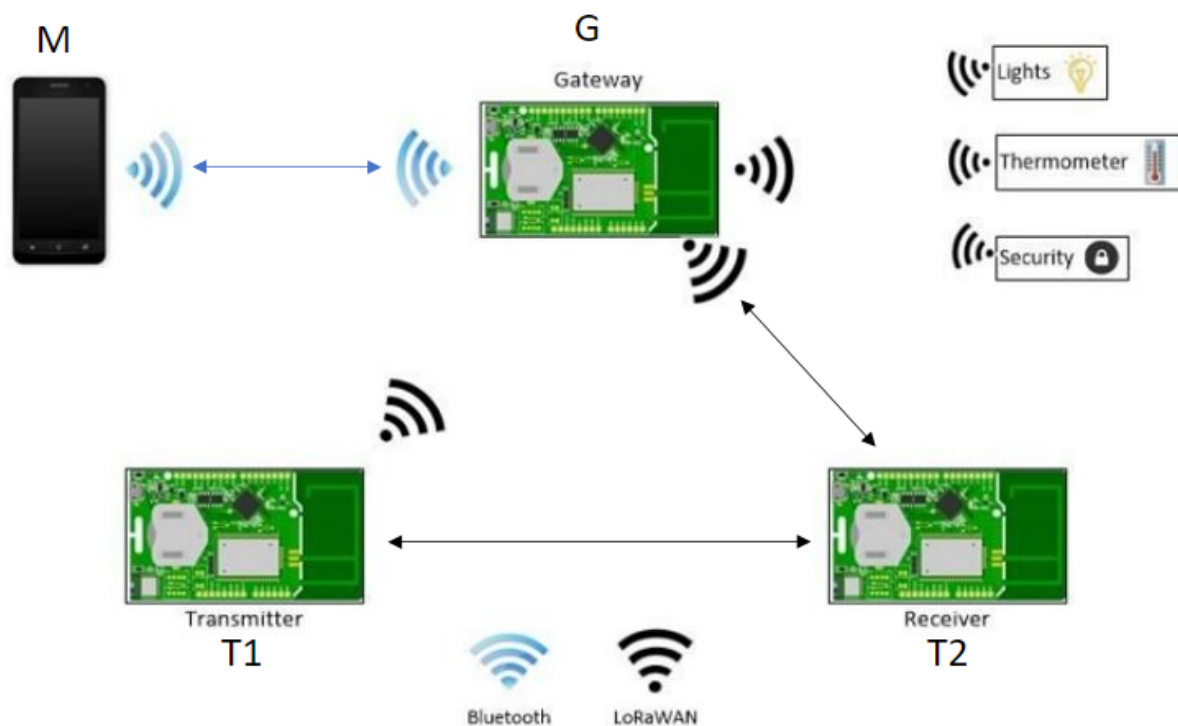 M
G
Gateway
Lights
Thermometer
Security
Transmitter
T1
Receiver
T2
Bluetooth
LoRaWAN